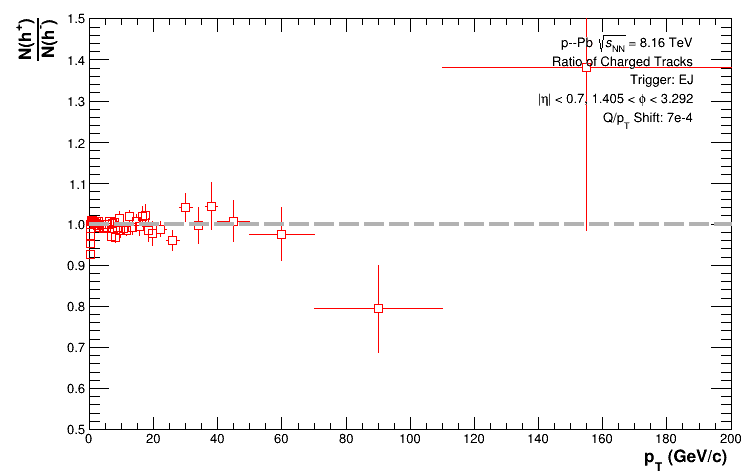 N(h⁺)
N(h⁻)
1.5
1.4
1.3
1.2
1.1
1.0
0.9
0.8
0.7
0.6
0.5
p--Pb √s_NN = 8.16 TeV
Ratio of Charged Tracks
Trigger: EJ
|η| < 0.7, 1.405 < ϕ < 3.292
Q/p_T Shift: 7e-4
0 20 40 60 80 100 120 140 160 180 200
p_T (GeV/c)